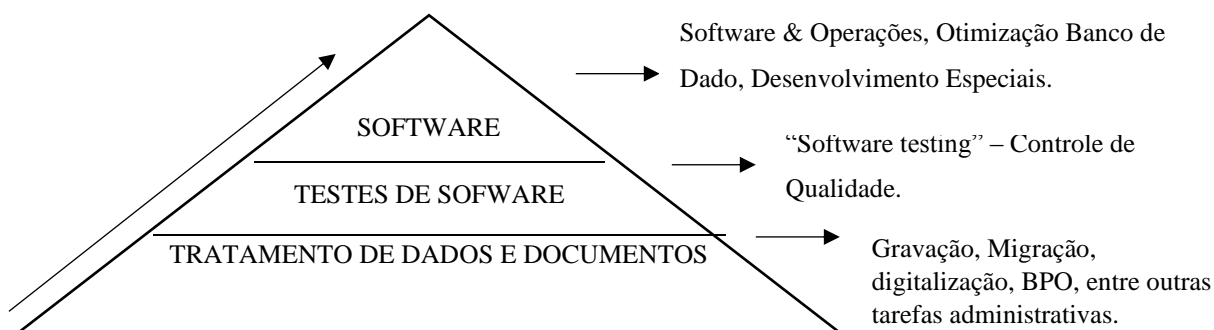 Software & Operações, Otimização Banco de
Dado, Desenvolvimento Especiais.
SOFTWARE
“Software testing” – Controle de
Qualidade.
TESTES DE SOFWARE
TRATAMENTO DE DADOS E DOCUMENTOS
Gravação, Migração,
digitalização, BPO, entre outras
tarefas administrativas.